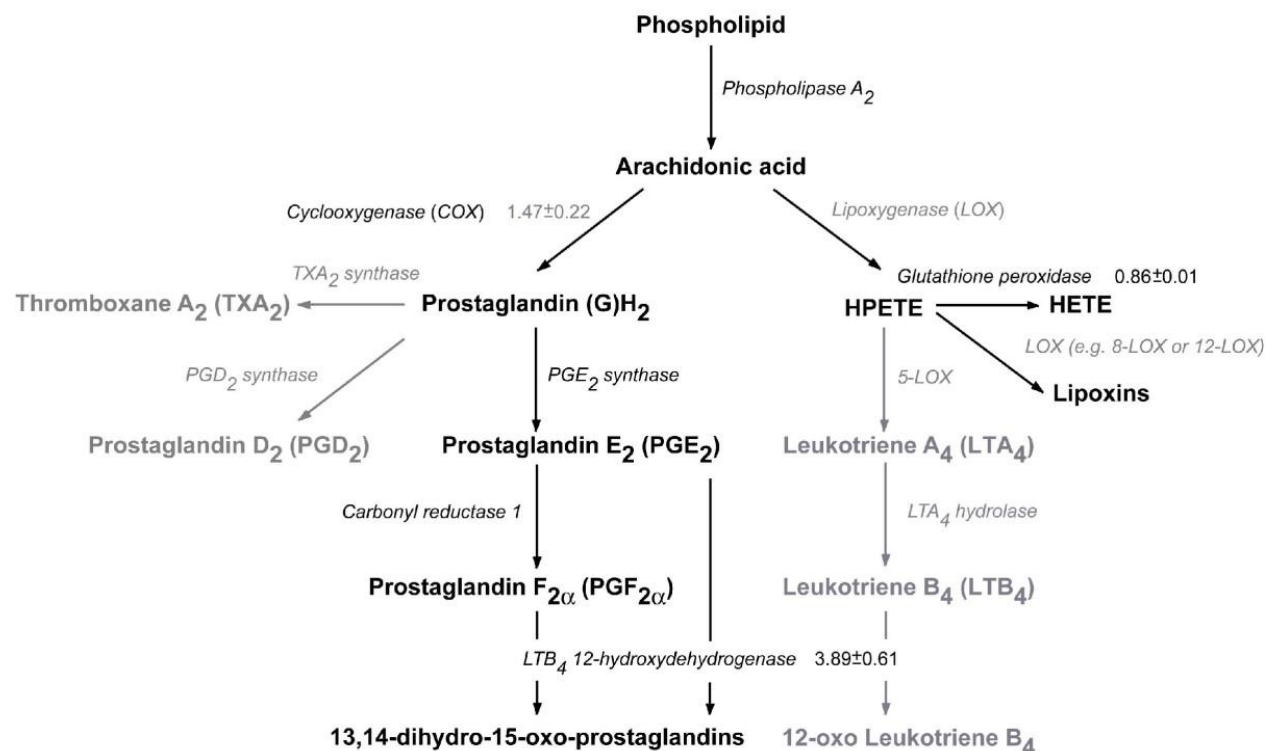 Phospholipid
Phospholipase A2
Arachidonic acid
Cyclooxygenase (COX) 1.47±0.22
Lipoxygenase (LOX)
TXA2 synthase
Glutathione peroxidase 0.86±0.01
Thromboxane A2 (TXA2)
Prostaglandin (G)H2
HPETE
HETE
LOX (e.g. 8-LOX or 12-LOX)
PGD2 synthase
PGE2 synthase
5-LOX
Lipoxins
Prostaglandin D2 (PGD2)
Prostaglandin E2 (PGE2)
Leukotriene A4 (LTA4)
Carbonyl reductase 1
LTA4 hydrolase
Prostaglandin F2α (PGF2α)
Leukotriene B4 (LTB4)
LTB4 12-hydroxydehydrogenase 3.89±0.61
13,14-dihydro-15-oxo-prostaglandins
12-oxo Leukotriene B4